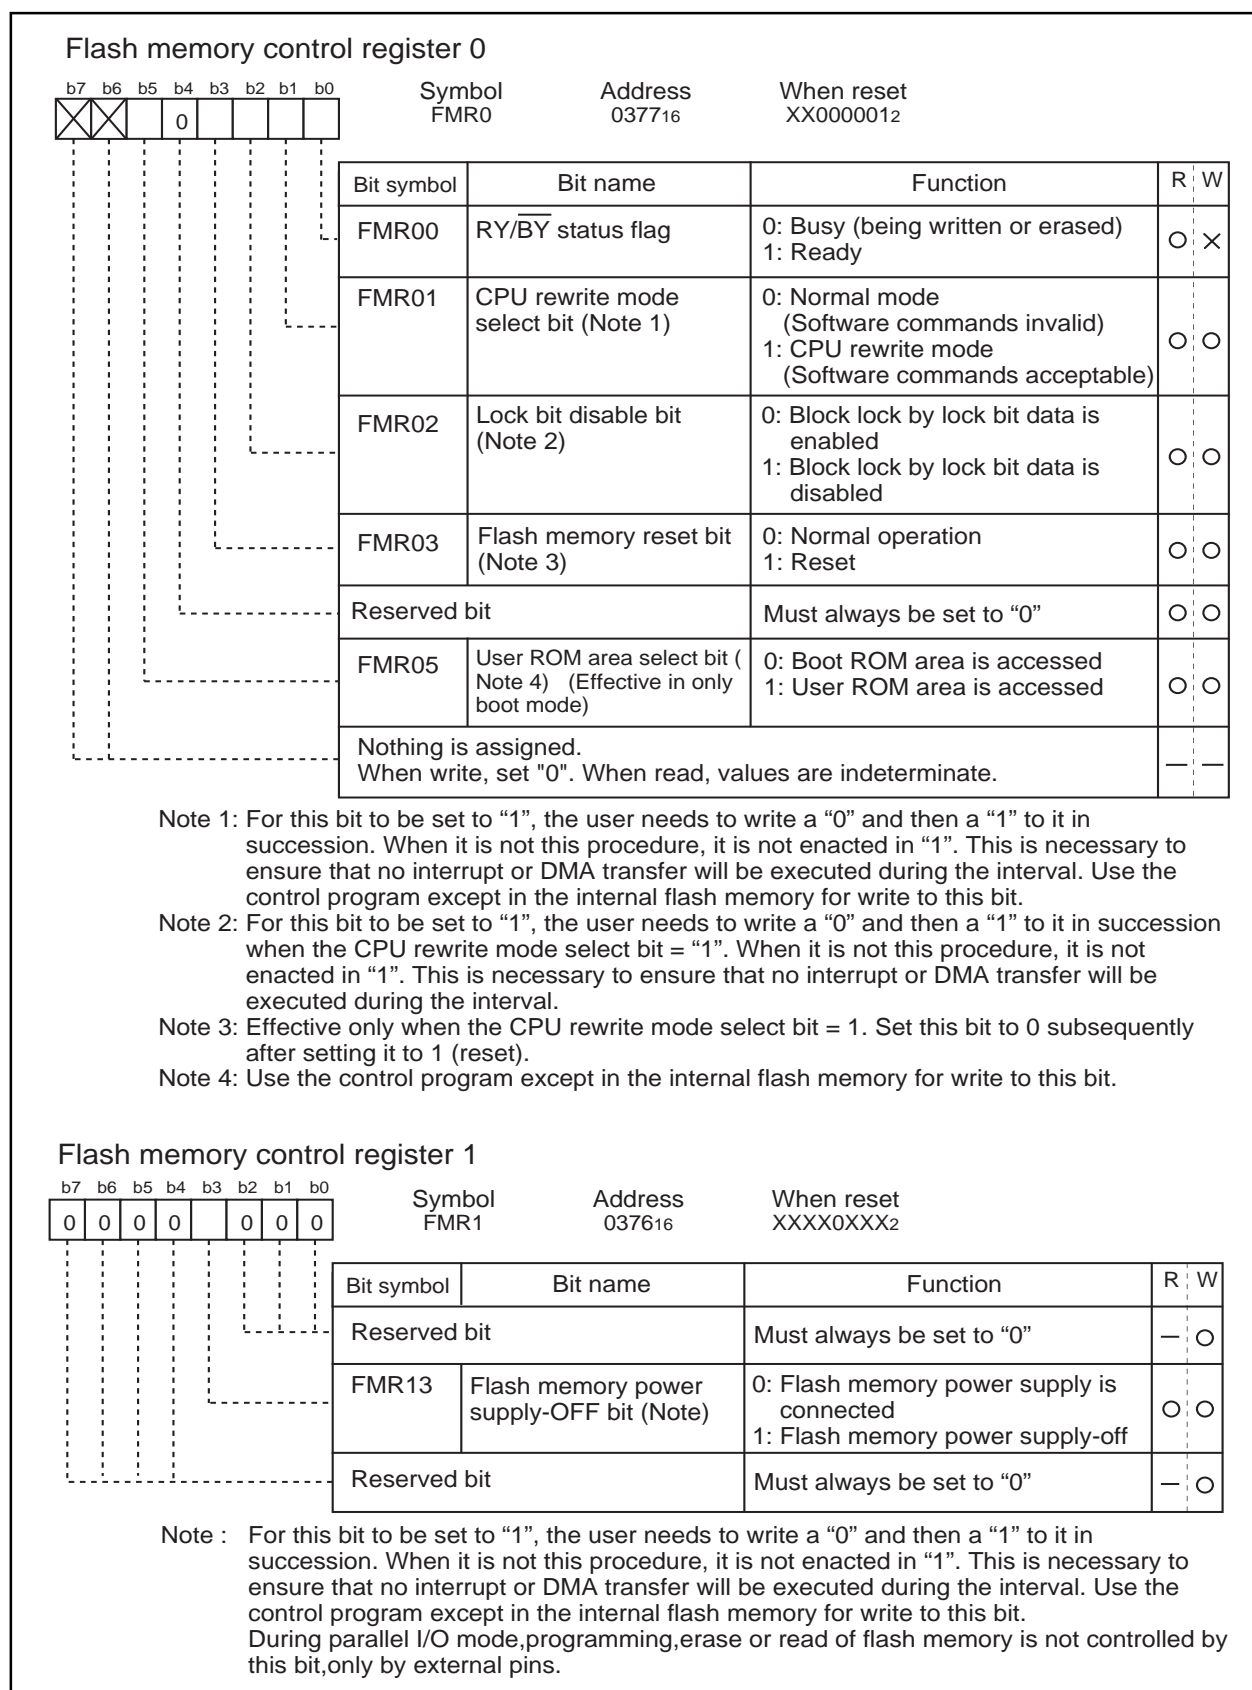 Flash memory control register 0
b7 b6 b5 b4 b3 b2 b1 b0
0
Symbol Address When reset
FMR0 037716 XX0000012
Bit symbol Bit name Function R W
FMR00 RY/BY status flag 0: Busy (being written or erased)
1: Ready
FMR01 CPU rewrite mode 0: Normal mode
select bit (Note 1) (Software commands invalid)
1: CPU rewrite mode
(Software commands acceptable)
FMR02 Lock bit disable bit 0: Block lock by lock bit data is
(Note 2) enabled
1: Block lock by lock bit data is
disabled
FMR03 Flash memory reset bit 0: Normal operation
(Note 3) 1: Reset
Reserved bit Must always be set to “0”
FMR05 User ROM area select bit ( 0: Boot ROM area is accessed
Note 4) (Effective in only 1: User ROM area is accessed
boot mode)
Nothing is assigned.
When write, set "0". When read, values are indeterminate.
Note 1: For this bit to be set to “1”, the user needs to write a “0” and then a “1” to it in
succession. When it is not this procedure, it is not enacted in “1”. This is necessary to
ensure that no interrupt or DMA transfer will be executed during the interval. Use the
control program except in the internal flash memory for write to this bit.
Note 2: For this bit to be set to “1”, the user needs to write a “0” and then a “1” to it in succession
when the CPU rewrite mode select bit = “1”. When it is not this procedure, it is not
enacted in “1”. This is necessary to ensure that no interrupt or DMA transfer will be
executed during the interval.
Note 3: Effective only when the CPU rewrite mode select bit = 1. Set this bit to 0 subsequently
after setting it to 1 (reset).
Note 4: Use the control program except in the internal flash memory for write to this bit.
Flash memory control register 1
b7 b6 b5 b4 b3 b2 b1 b0
0 0 0 0 0 0 0
Symbol Address When reset
FMR1 037616 XXXX0XXX2
Bit symbol Bit name Function R W
Reserved bit Must always be set to “0”
FMR13 Flash memory power 0: Flash memory power supply is
supply-OFF bit (Note) connected
1: Flash memory power supply-off
Reserved bit Must always be set to “0”
Note : For this bit to be set to “1”, the user needs to write a “0” and then a “1” to it in
succession. When it is not this procedure, it is not enacted in “1”. This is necessary to
ensure that no interrupt or DMA transfer will be executed during the interval. Use the
control program except in the internal flash memory for write to this bit.
During parallel I/O mode,programming,erase or read of flash memory is not controlled by
this bit,only by external pins.